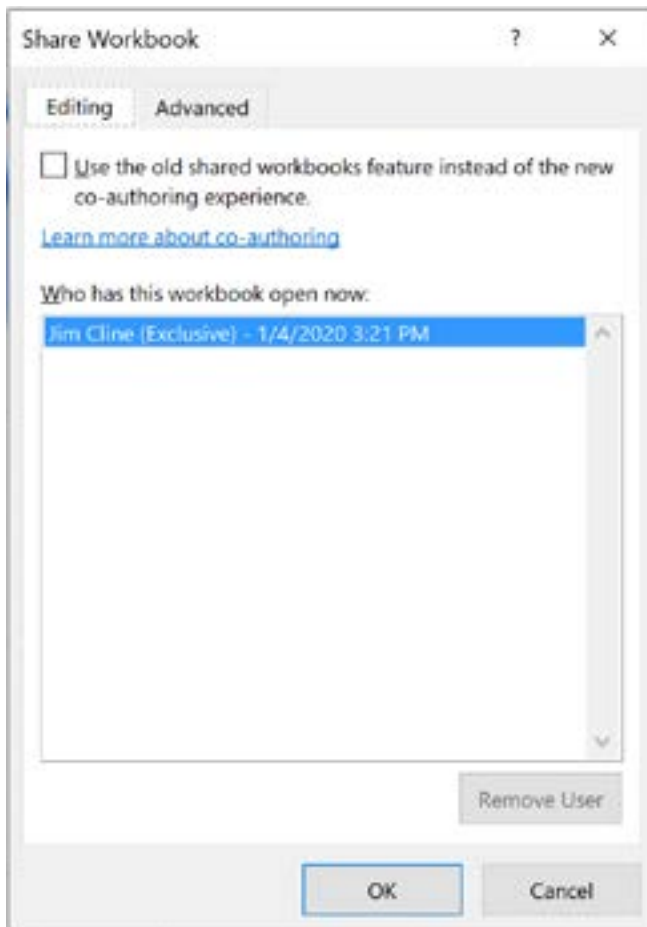 Share Workbook ? ×
Editing Advanced
Use the old shared workbooks feature instead of the new
co-authoring experience.
Learn more about co-authoring
Who has this workbook open now:
Jim Cline (Exclusive) - 1/4/2020 3:21 PM
Remove User
OK Cancel